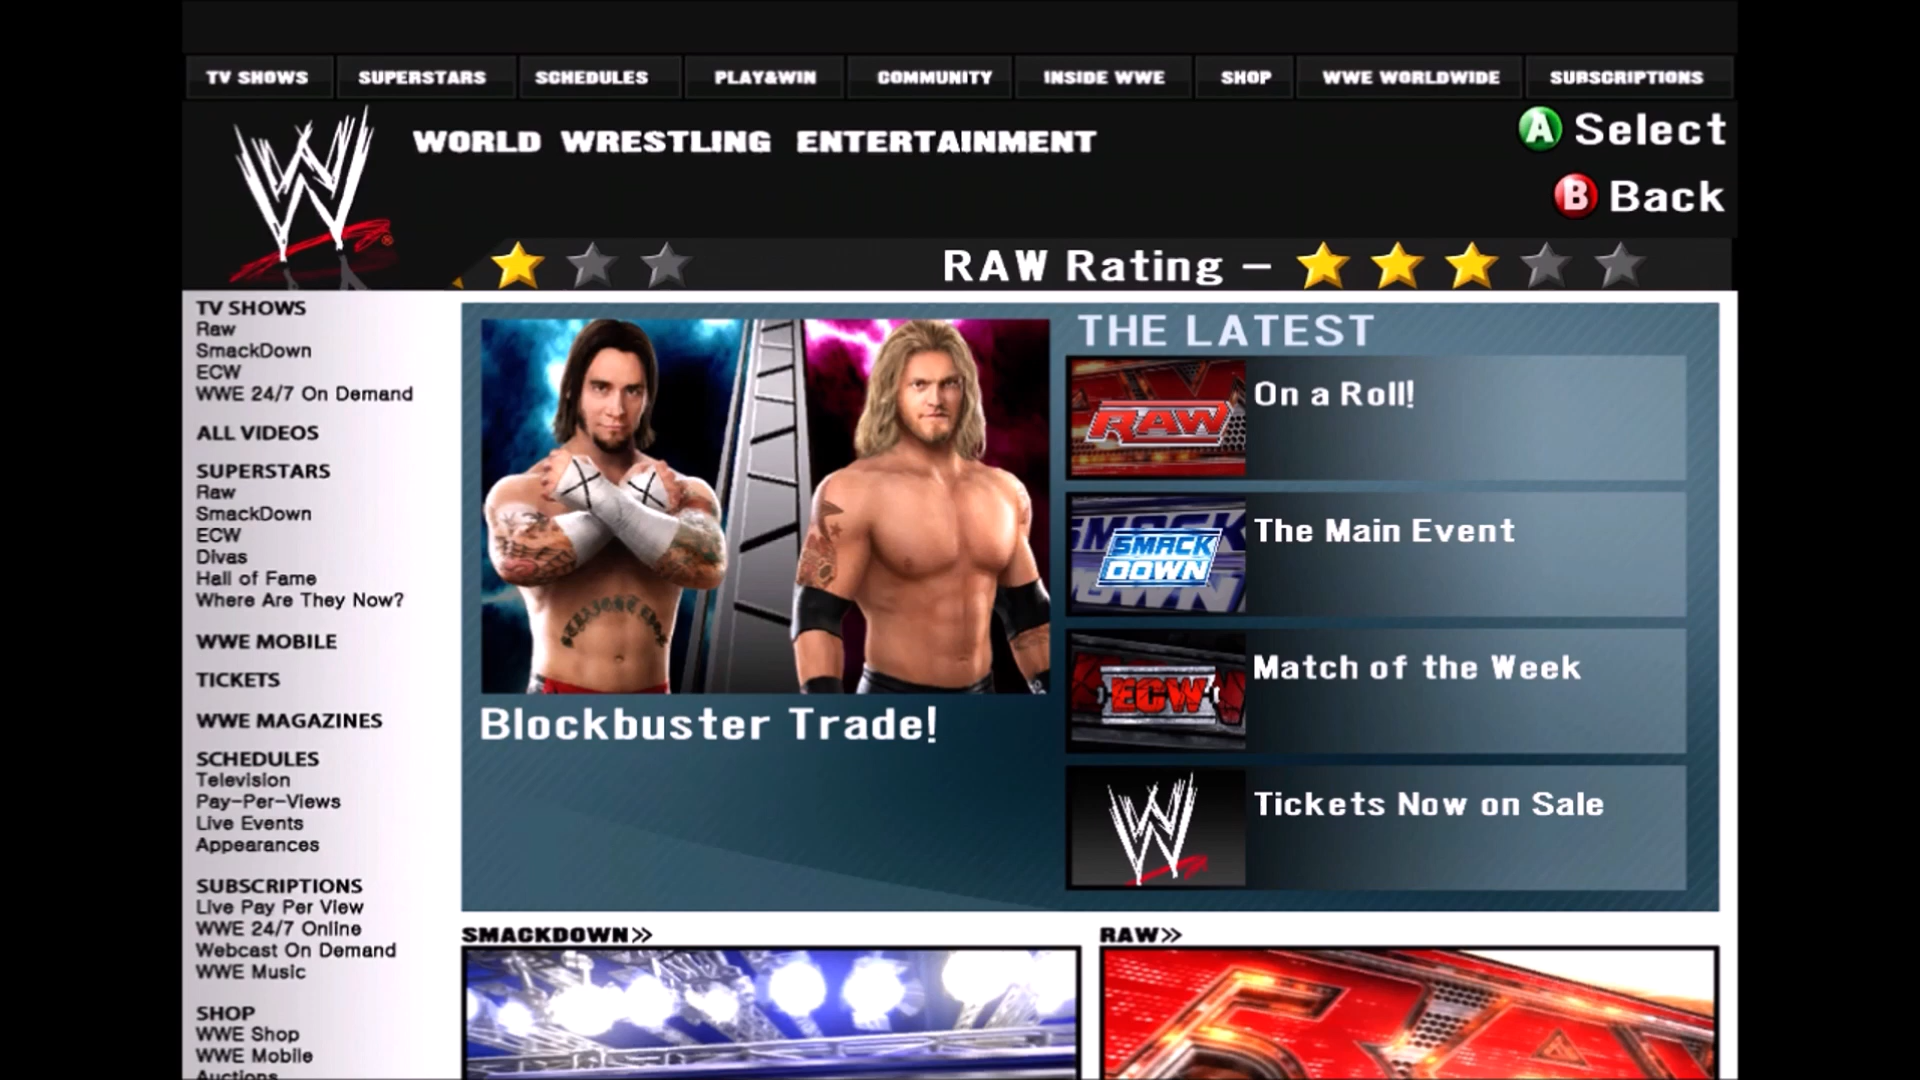 TV SHOWS SUPERSTARS SCHEDULES PLAY&WIN COMMUNITY INSIDE WWE SHOP WWE WORLDWIDE SUBSCRIPTIONS
WORLD WRESTLING ENTERTAINMENT
A Select
B Back
RAW Rating –
TV SHOWS
Raw
SmackDown
ECW
WWE 24/7 On Demand
ALL VIDEOS
SUPERSTARS
Raw
SmackDown
ECW
Divas
Hall of Fame
Where Are They Now?
WWE MOBILE
TICKETS
WWE MAGAZINES
SCHEDULES
Television
Pay-Per-Views
Live Events
Appearances
SUBSCRIPTIONS
Live Pay Per View
WWE 24/7 Online
Webcast On Demand
WWE Music
SHOP
WWE Shop
WWE Mobile
Auctions
STRAIGHT EDGE
Blockbuster Trade!
THE LATEST
RAW
On a Roll!
SMACK
DOWN
The Main Event
ECW
Match of the Week
W
Tickets Now on Sale
SMACKDOWN>>
RAW>>